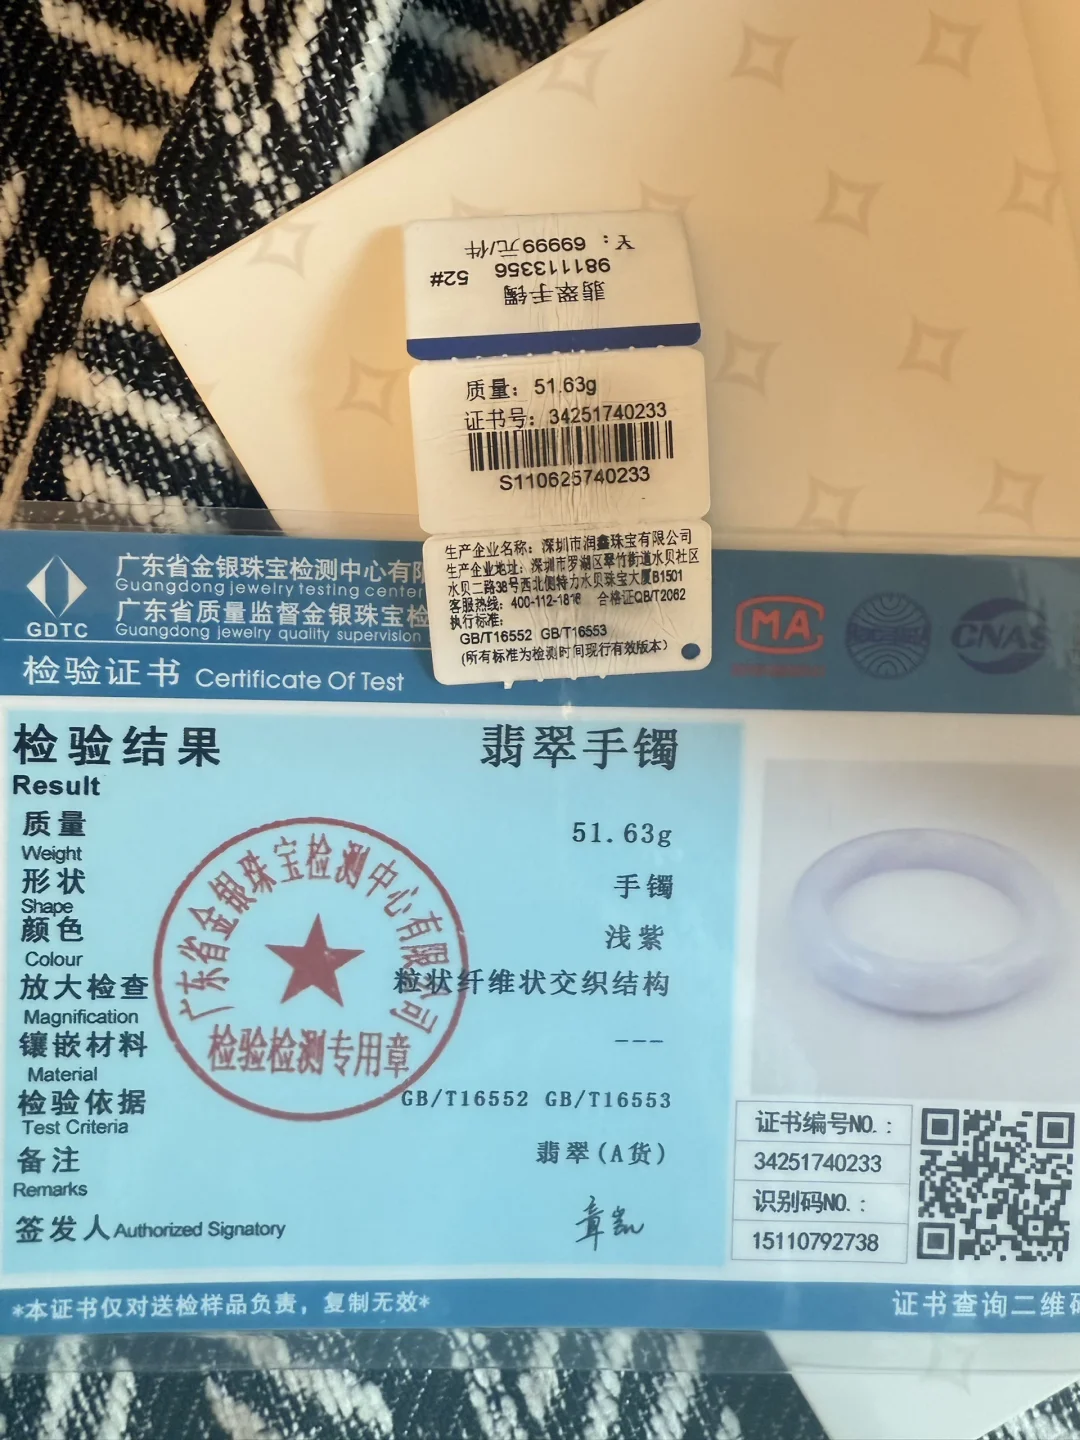 ¥：69999元/件
981113356 52#
翡翠手镯
质量：51.63g
证书号：34251740233
S110625740233
生产企业名称：深圳市润鑫珠宝有限公司
生产企业地址：深圳市罗湖区翠竹街道水贝社区
水贝二路38号西北侧特力水贝珠宝大厦B1501
客服热线：400-112-1816 合格证QB/T2062
执行标准：
GB/T16552 GB/T16553
(所有标准为检测时间现行有效版本)
GDTC
广东省金银珠宝检测中心有限
Guangdong jewelry testing center
广东省质量监督金银珠宝检
Guangdong jewelry quality supervision
检验证书 Certificate Of Test
MA
CNAS
检验结果 翡翠手镯
Result
质量 51.63g
Weight
形状 手镯
Shape
颜色 浅紫
Colour
放大检查 粒状纤维状交织结构
Magnification
镶嵌材料 ---
Material
检验依据 GB/T16552 GB/T16553
Test Criteria
备注 翡翠(A货)
Remarks
签发人 Authorized Signatory 章凯
广东省金银珠宝检测中心有限公司
检验检测专用章
证书编号NO.：
34251740233
识别码NO.：
15110792738
*本证书仅对送检样品负责，复制无效*
证书查询二维码